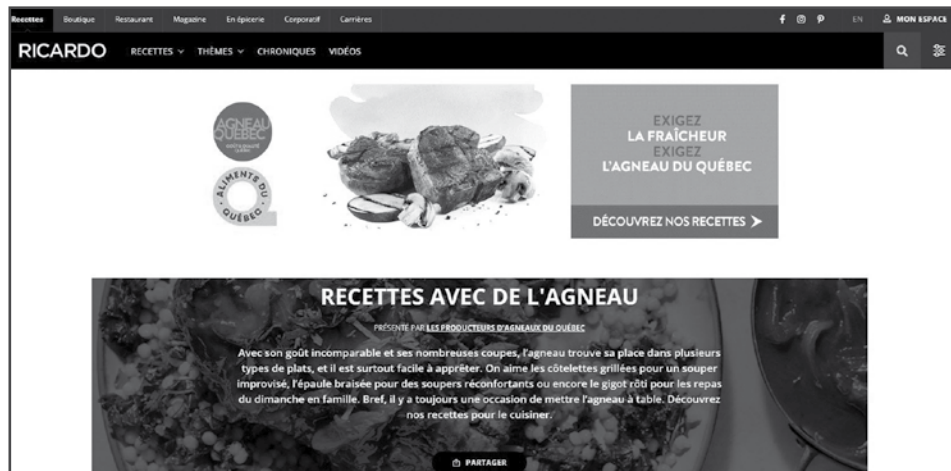 Recettes Boutique Restaurant Magazine En épicerie Corporatif Carrières EN MON ESPACE
RICARDO RECETTES THÈMES CHRONIQUES VIDÉOS
AGNEAU
QUÉBEC
ALIMENTS DU
QUÉBEC
EXIGEZ
LA FRAÎCHEUR
EXIGEZ
L'AGNEAU DU QUÉBEC
DÉCOUVREZ NOS RECETTES
RECETTES AVEC DE L'AGNEAU
PRÉSENTÉ PAR LES PRODUCTEURS D'AGNEAUX DU QUÉBEC
Avec son goût incomparable et ses nombreuses coupes, l'agneau trouve sa place dans plusieurs
types de plats, et il est surtout facile à apprêter. On aime les côtelettes grillées pour un souper
improvisé, l'épaule braisée pour des soupers réconfortants ou encore le gigot rôti pour les repas
du dimanche en famille. Bref, il y a toujours une occasion de mettre l'agneau à table. Découvrez
nos recettes pour le cuisiner.
PARTAGER